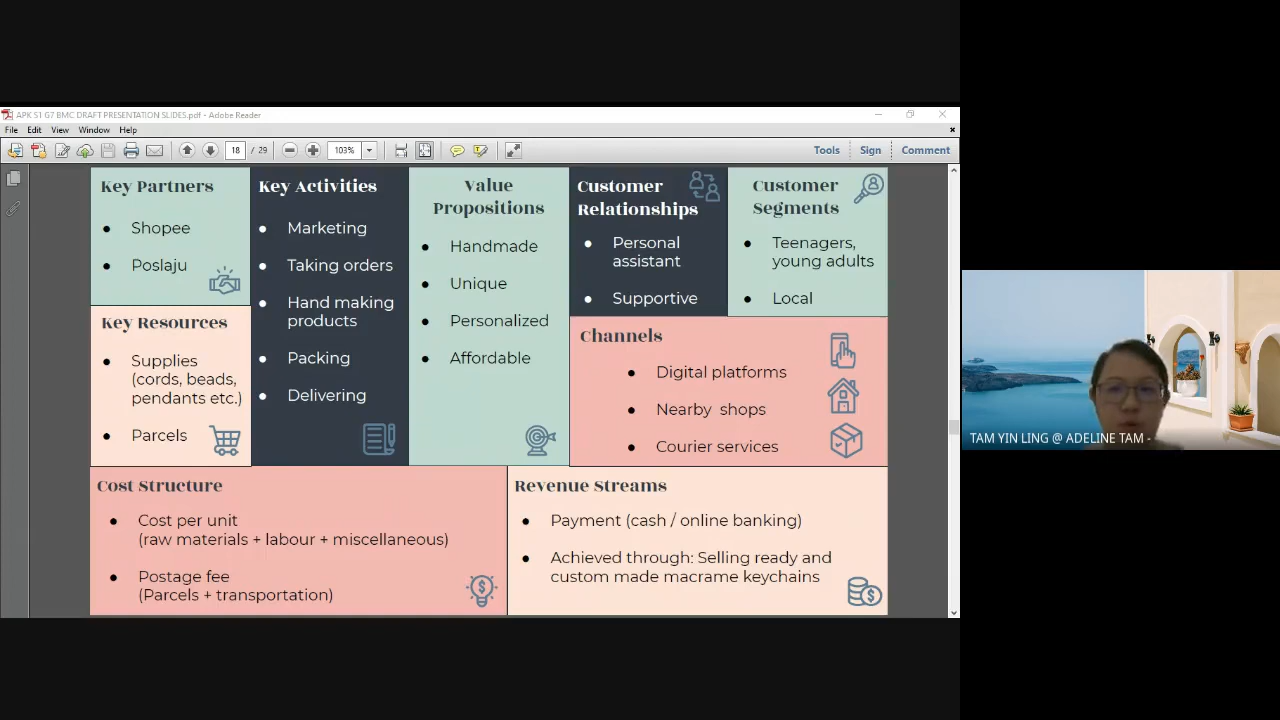 APK S1 G7 BMC DRAFT PRESENTATION SLIDES.pdf - Adobe Reader
File Edit View Window Help
18 / 29 103% Tools Sign Comment
Key Partners
Shopee
Poslaju
Key Resources
Supplies
(cords, beads,
pendants etc.)
Parcels
Key Activities
Marketing
Taking orders
Hand making
products
Packing
Delivering
Value
Propositions
Handmade
Unique
Personalized
Affordable
Customer
Relationships
Personal
assistant
Supportive
Customer
Segments
Teenagers,
young adults
Local
Channels
Digital platforms
Nearby shops
Courier services
Cost Structure
Cost per unit
(raw materials + labour + miscellaneous)
Postage fee
(Parcels + transportation)
Revenue Streams
Payment (cash / online banking)
Achieved through: Selling ready and
custom made macrame keychains
TAM YIN LING @ ADELINE TAM -